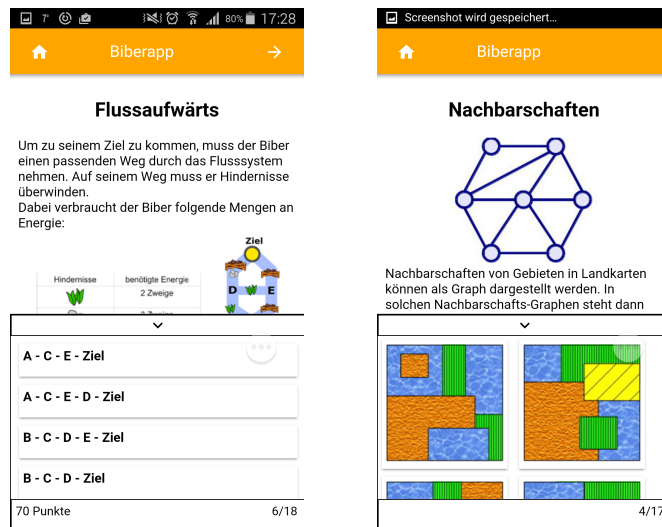 7° 80% 17:28
Biberapp
Flussaufwärts
Um zu seinem Ziel zu kommen, muss der Biber
einen passenden Weg durch das Flusssystem
nehmen. Auf seinem Weg muss er Hindernisse
überwinden.
Dabei verbraucht der Biber folgende Mengen an
Energie:
Ziel
Hindernisse benötigte Energie
2 Zweige
D E
A - C - E - Ziel
A - C - E - D - Ziel
B - C - D - E - Ziel
B - C - D - Ziel
70 Punkte 6/18
Screenshot wird gespeichert...
Biberapp
Nachbarschaften
Nachbarschaften von Gebieten in Landkarten
können als Graph dargestellt werden. In
solchen Nachbarschafts-Graphen steht dann
4/17